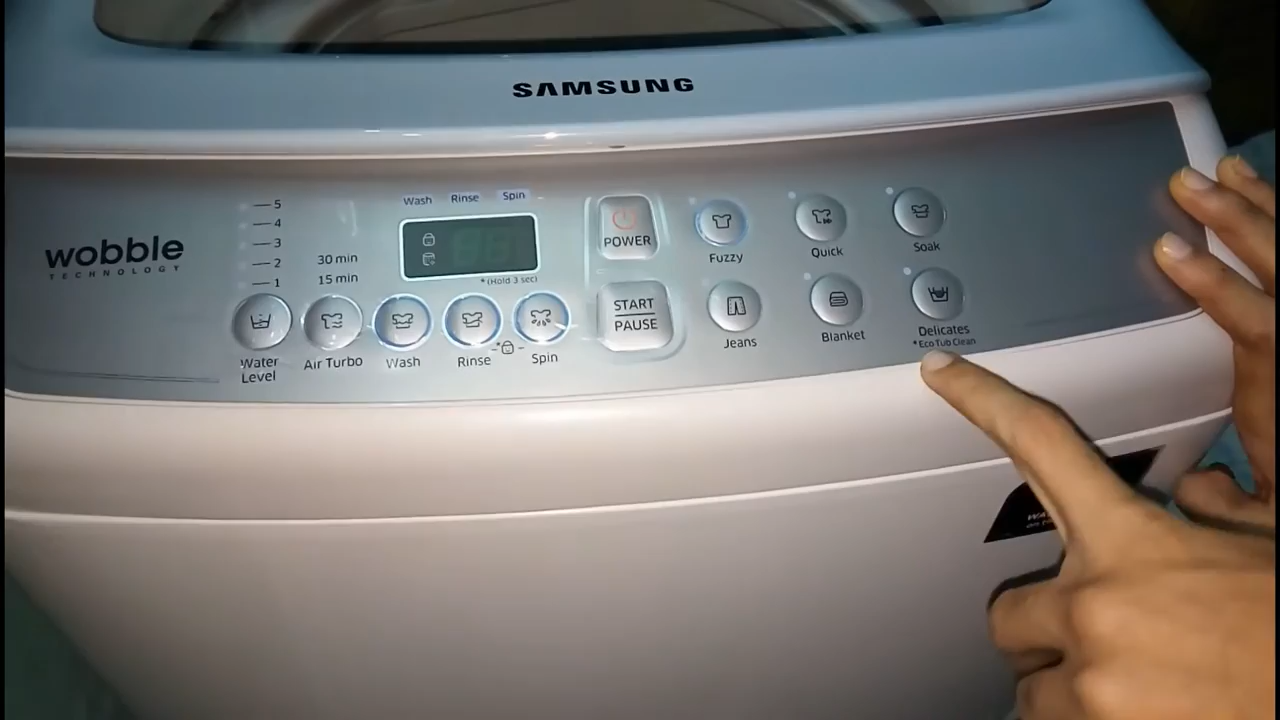 SAMSUNG
wobble
TECHNOLOGY
5
4
3
2
1
30 min
15 min
Wash Rinse Spin
*(Hold 3 sec)
Water
Level
Air Turbo
Wash
Rinse
Spin
POWER
START
PAUSE
Fuzzy
Quick
Soak
Jeans
Blanket
Delicates
*Eco Tub Clean